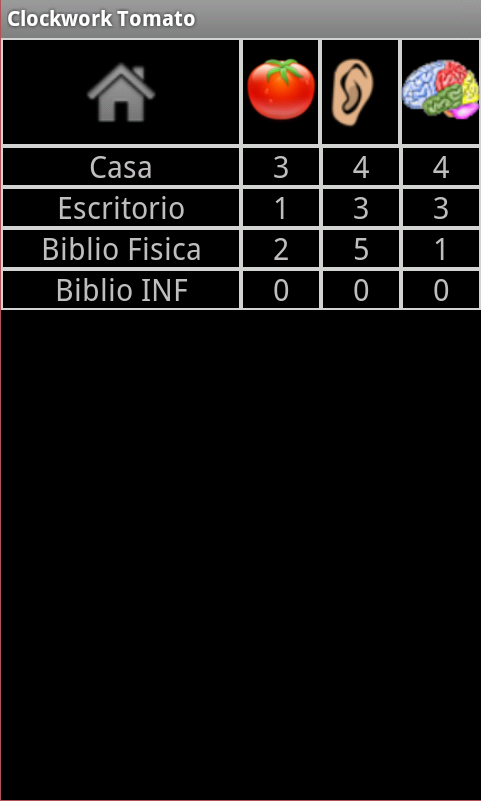 Clockwork Tomato
Casa 3 4 4
Escritorio 1 3 3
Biblio Fisica 2 5 1
Biblio INF 0 0 0